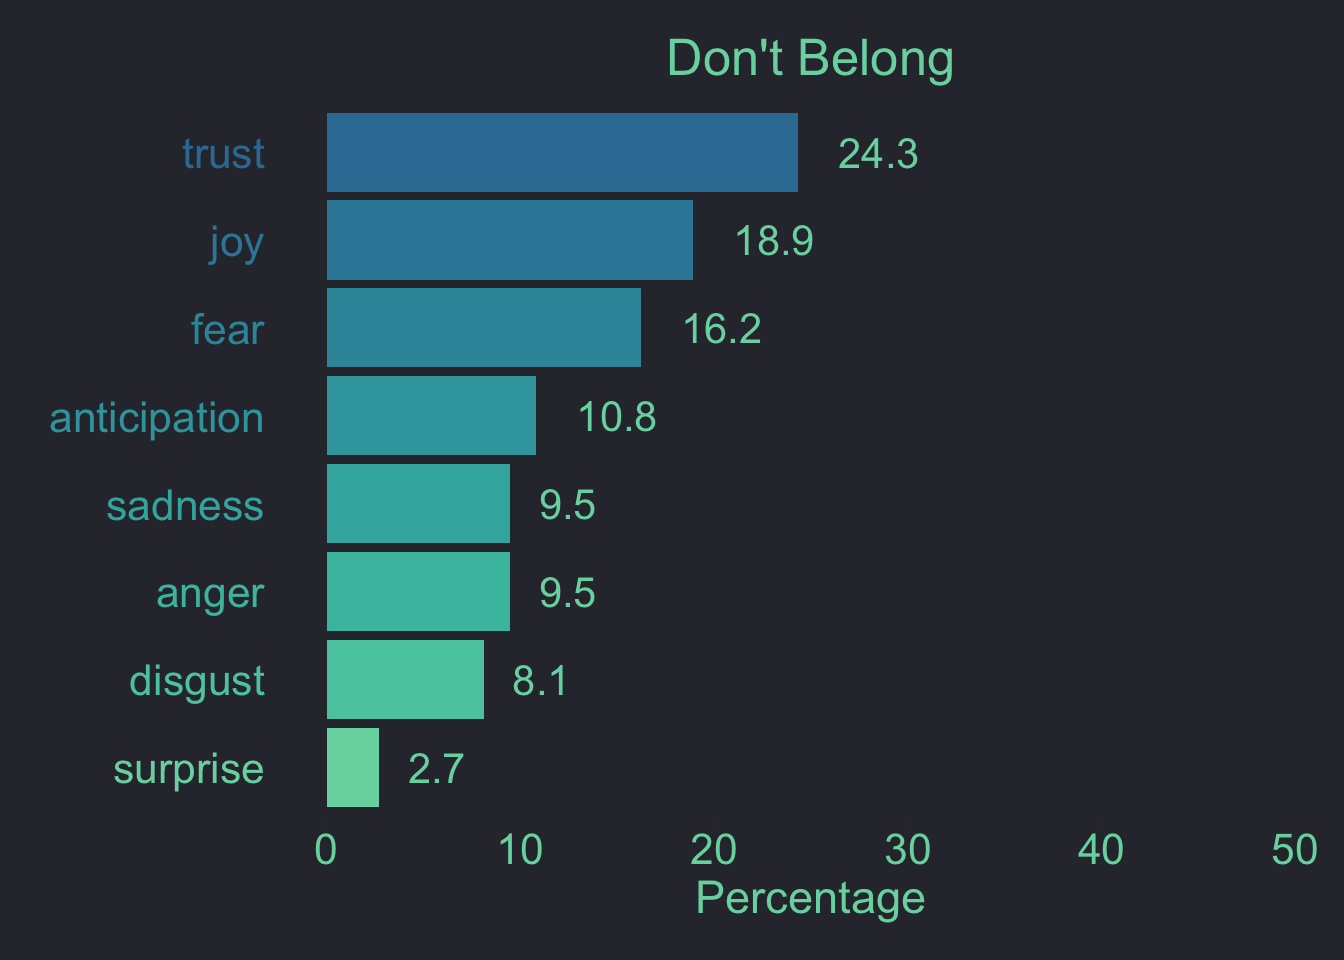 Don't Belong
trust 24.3
joy 18.9
fear 16.2
anticipation 10.8
sadness 9.5
anger 9.5
disgust 8.1
surprise 2.7
0 10 20 30 40 50
Percentage